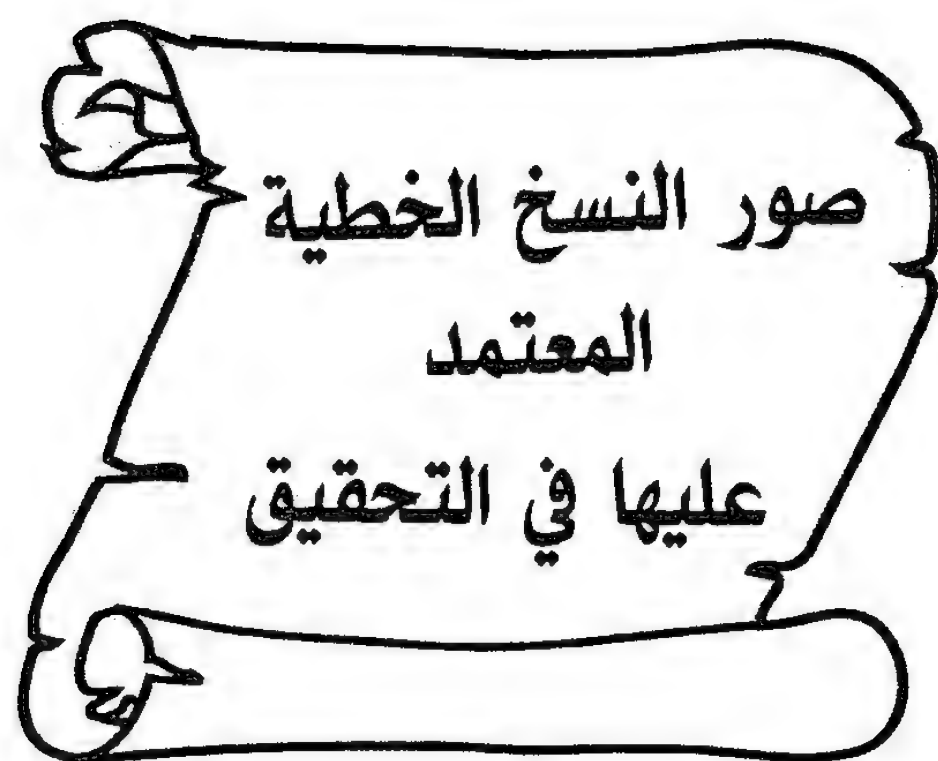 صور النسخ الخطية
المعتمد
عليها في التحقيق